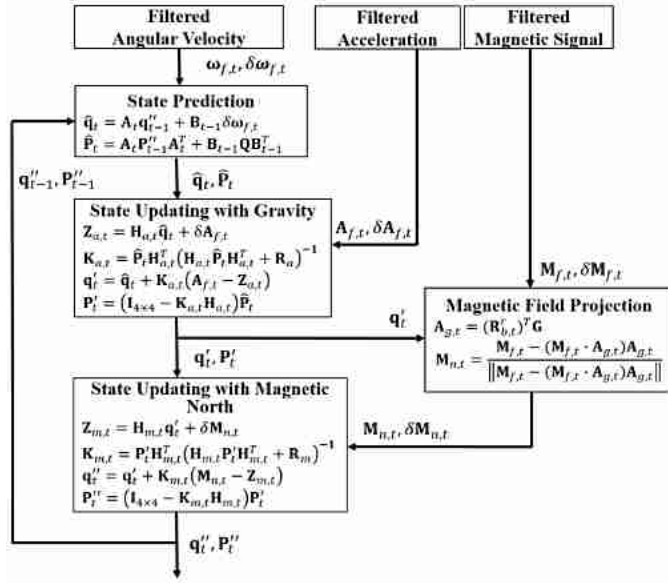 Filtered
Angular Velocity
Filtered
Acceleration
Filtered
Magnetic Signal
𝛚_{f,t}, δ𝛚_{f,t}
State Prediction
q̂_t = A_t q''_{t−1} + B_{t−1} δ𝛚_{f,t}
P̂_t = A_t P''_{t−1} A_t^T + B_{t−1} Q B_{t−1}^T
q''_{t−1}, P''_{t−1}
q̂_t, P̂_t
State Updating with Gravity
Z_{a,t} = H_{a,t} q̂_t + δA_{f,t}
K_{a,t} = P̂_t H_{a,t}^T (H_{a,t} P̂_t H_{a,t}^T + R_a)^{−1}
q'_t = q̂_t + K_{a,t}(A_{f,t} − Z_{a,t})
P'_t = (I_{4×4} − K_{a,t} H_{a,t}) P̂_t
A_{f,t}, δA_{f,t}
M_{f,t}, δM_{f,t}
Magnetic Field Projection
A_{g,t} = (R_{b,t}^r)^T G
M_{n,t} = (M_{f,t} − (M_{f,t} · A_{g,t})A_{g,t}) / ‖M_{f,t} − (M_{f,t} · A_{g,t})A_{g,t}‖
q'_t
q'_t, P'_t
State Updating with Magnetic
North
Z_{m,t} = H_{m,t} q'_t + δM_{n,t}
K_{m,t} = P'_t H_{m,t}^T (H_{m,t} P'_t H_{m,t}^T + R_m)^{−1}
q''_t = q'_t + K_{m,t}(M_{n,t} − Z_{m,t})
P''_t = (I_{4×4} − K_{m,t} H_{m,t}) P'_t
M_{n,t}, δM_{n,t}
q''_t, P''_t